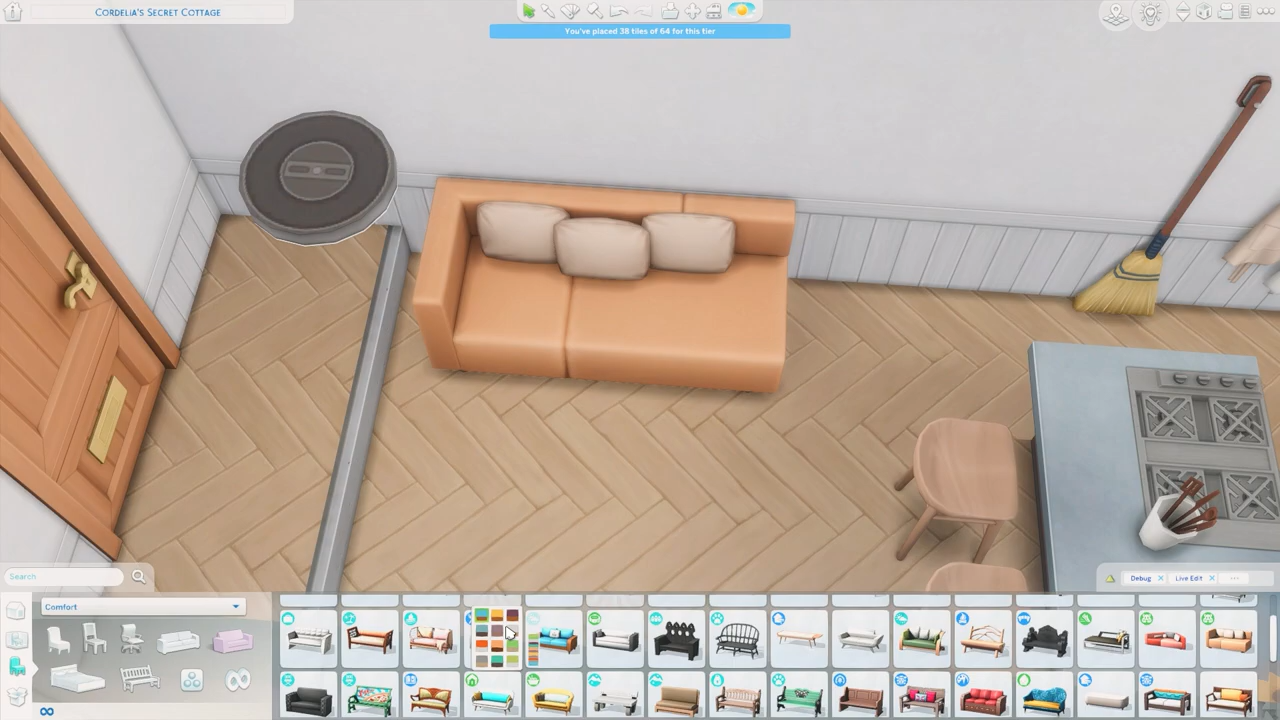 CORDELIA'S SECRET COTTAGE
You've placed 38 tiles of 64 for this tier
Search
Debug
Live Edit
Comfort